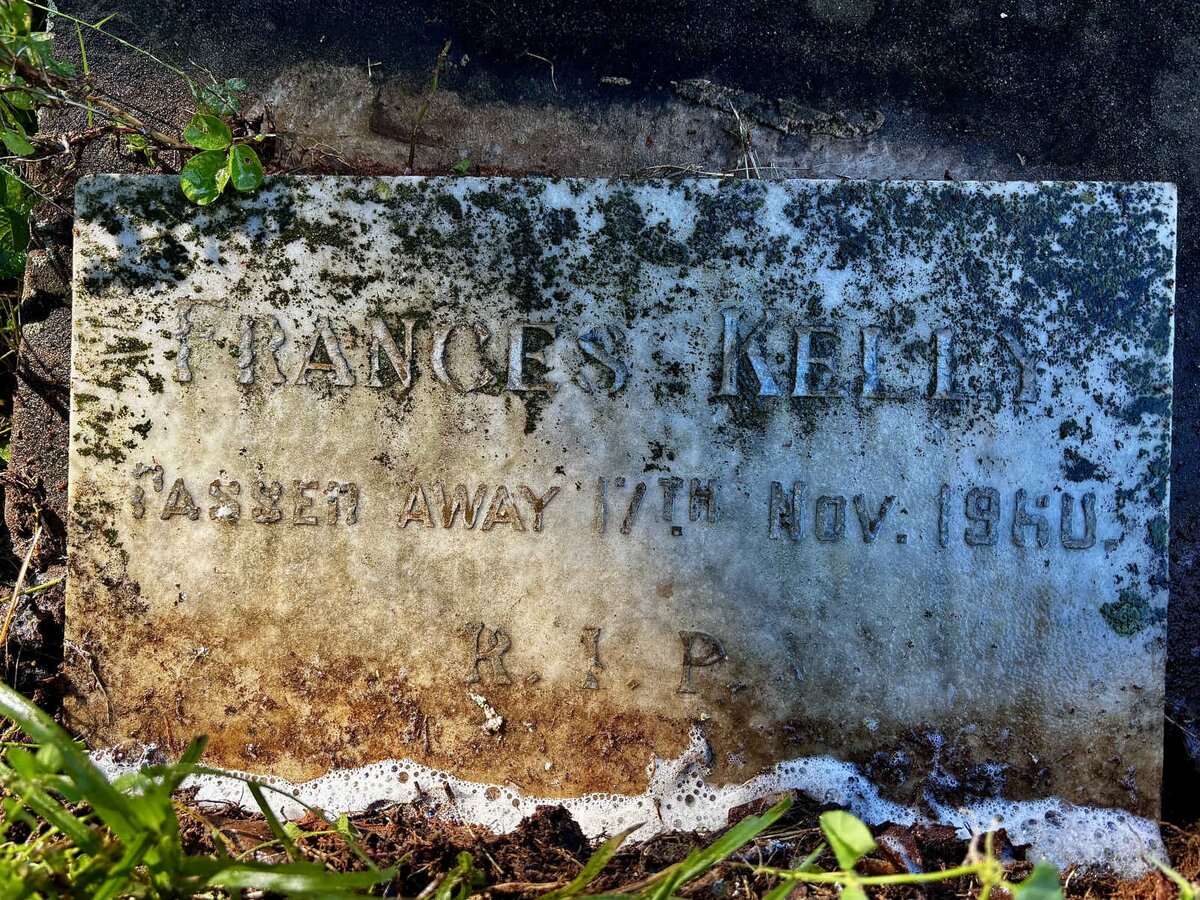 FRANCES KELLY
PASSED AWAY 17TH NOV. 1960.
R.I.P.